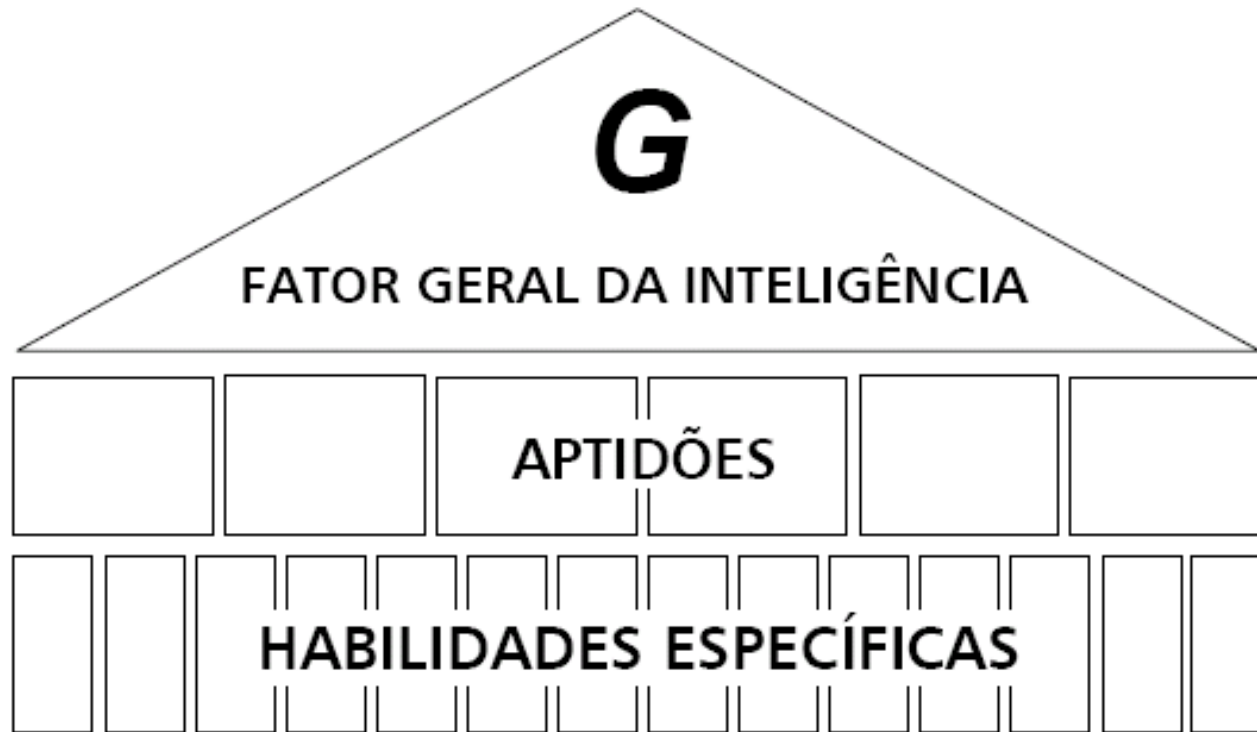 G
FATOR GERAL DA INTELIGÊNCIA
APTIDÕES
HABILIDADES ESPECÍFICAS